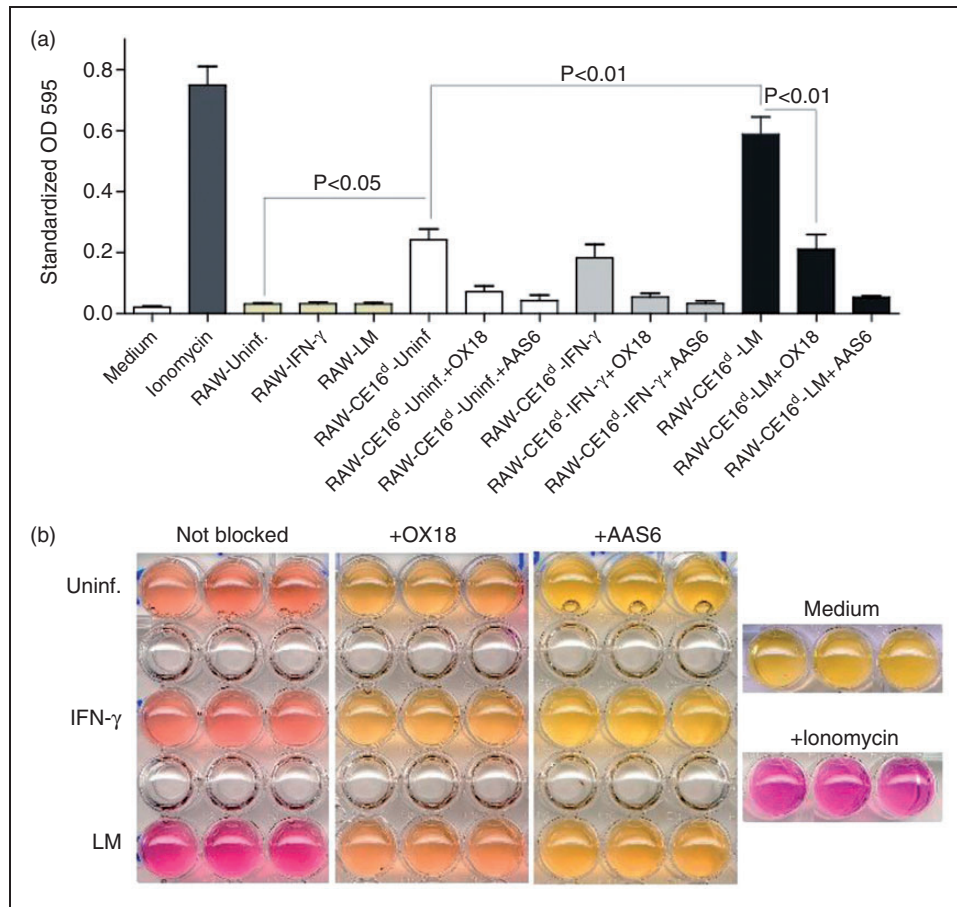 (a)
Standardized OD 595
0.8
0.6
0.4
0.2
0.0
P<0.05
P<0.01
P<0.01
Medium
Ionomycin
RAW-Uninf.
RAW-IFN-γ
RAW-LM
RAW-CE16ᵈ-Uninf
RAW-CE16ᵈ-Uninf.+OX18
RAW-CE16ᵈ-Uninf.+AAS6
RAW-CE16ᵈ-IFN-γ
RAW-CE16ᵈ-IFN-γ+OX18
RAW-CE16ᵈ-IFN-γ+AAS6
RAW-CE16ᵈ-LM
RAW-CE16ᵈ-LM+OX18
RAW-CE16ᵈ-LM+AAS6
(b)
Not blocked
+OX18
+AAS6
Uninf.
IFN-γ
LM
Medium
+Ionomycin